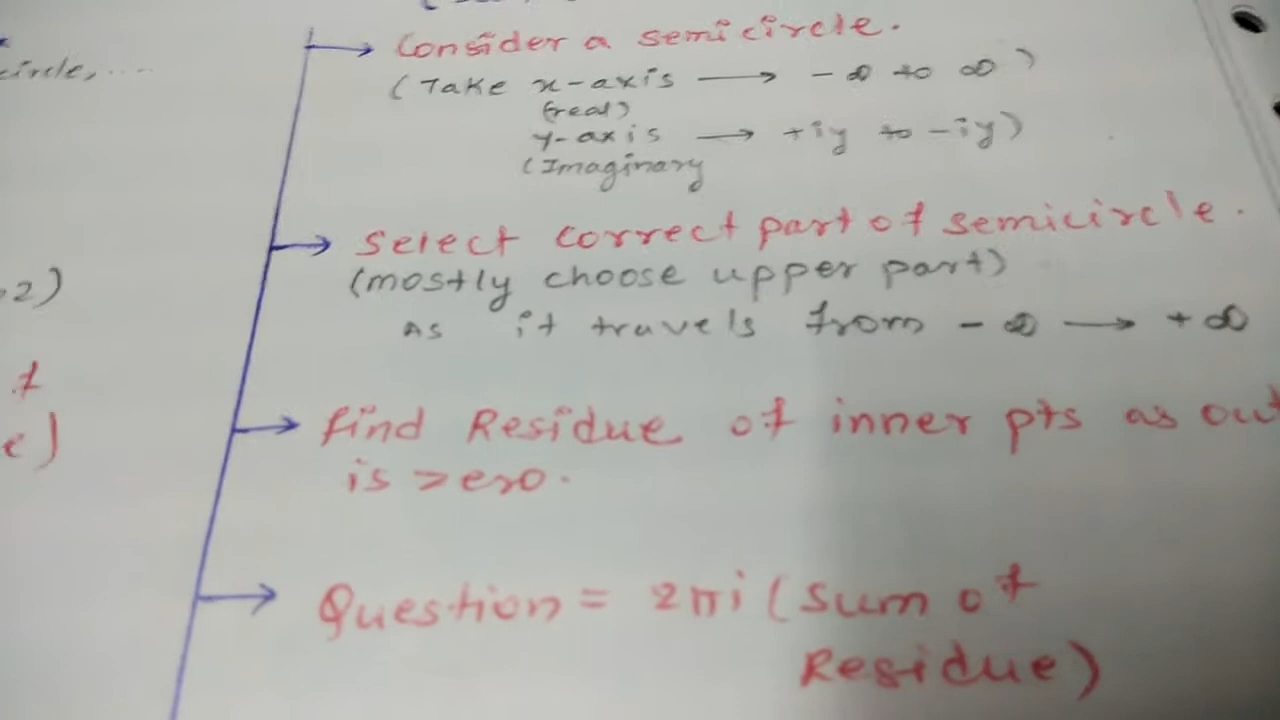 circle, ....
→ Consider a semicircle.
(Take x-axis → -∞ to ∞)
(real)
y-axis → +iy to -iy)
(Imaginary
→ Select correct part of semicircle.
(mostly choose upper part)
As it travels from -∞ → +∞
→ find Residue of inner pts as out
is zero.
→ Question = 2πi (sum of
Residue)
2)
e)